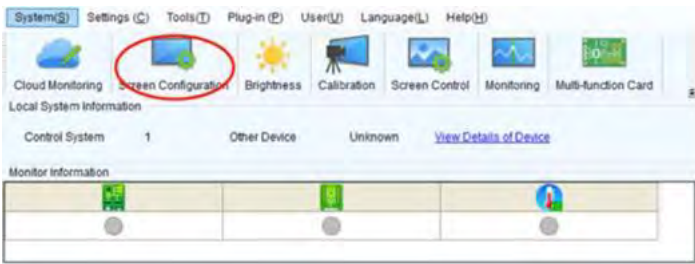 System(S) Settings (C) Tools(T) Plug-in (P) User(U) Language(L) Help(H)
Cloud Monitoring Screen Configuration Brightness Calibration Screen Control Monitoring Multi-function Card
Local System Information
Control System 1 Other Device Unknown View Details of Device
Monitor Information